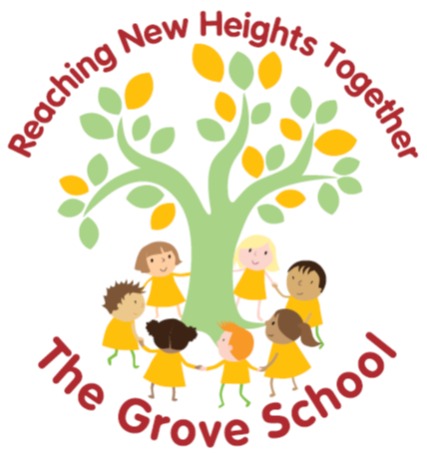 Reaching New Heights Together
The Grove School